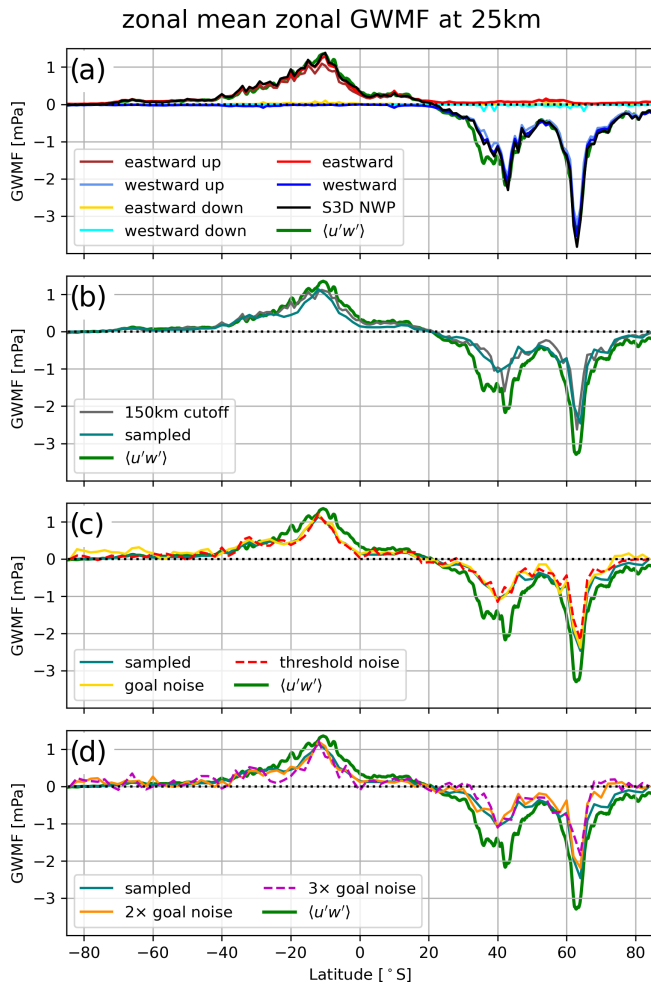 zonal mean zonal GWMF at 25km
(a)
GWMF [mPa]
1
0
−1
−2
−3
eastward up
westward up
eastward down
westward down
eastward
westward
S3D NWP
⟨u′w′⟩
(b)
GWMF [mPa]
1
0
−1
−2
−3
150km cutoff
sampled
⟨u′w′⟩
(c)
GWMF [mPa]
1
0
−1
−2
−3
sampled
goal noise
threshold noise
⟨u′w′⟩
(d)
GWMF [mPa]
1
0
−1
−2
−3
sampled
2× goal noise
3× goal noise
⟨u′w′⟩
−80 −60 −40 −20 0 20 40 60 80
Latitude [°S]